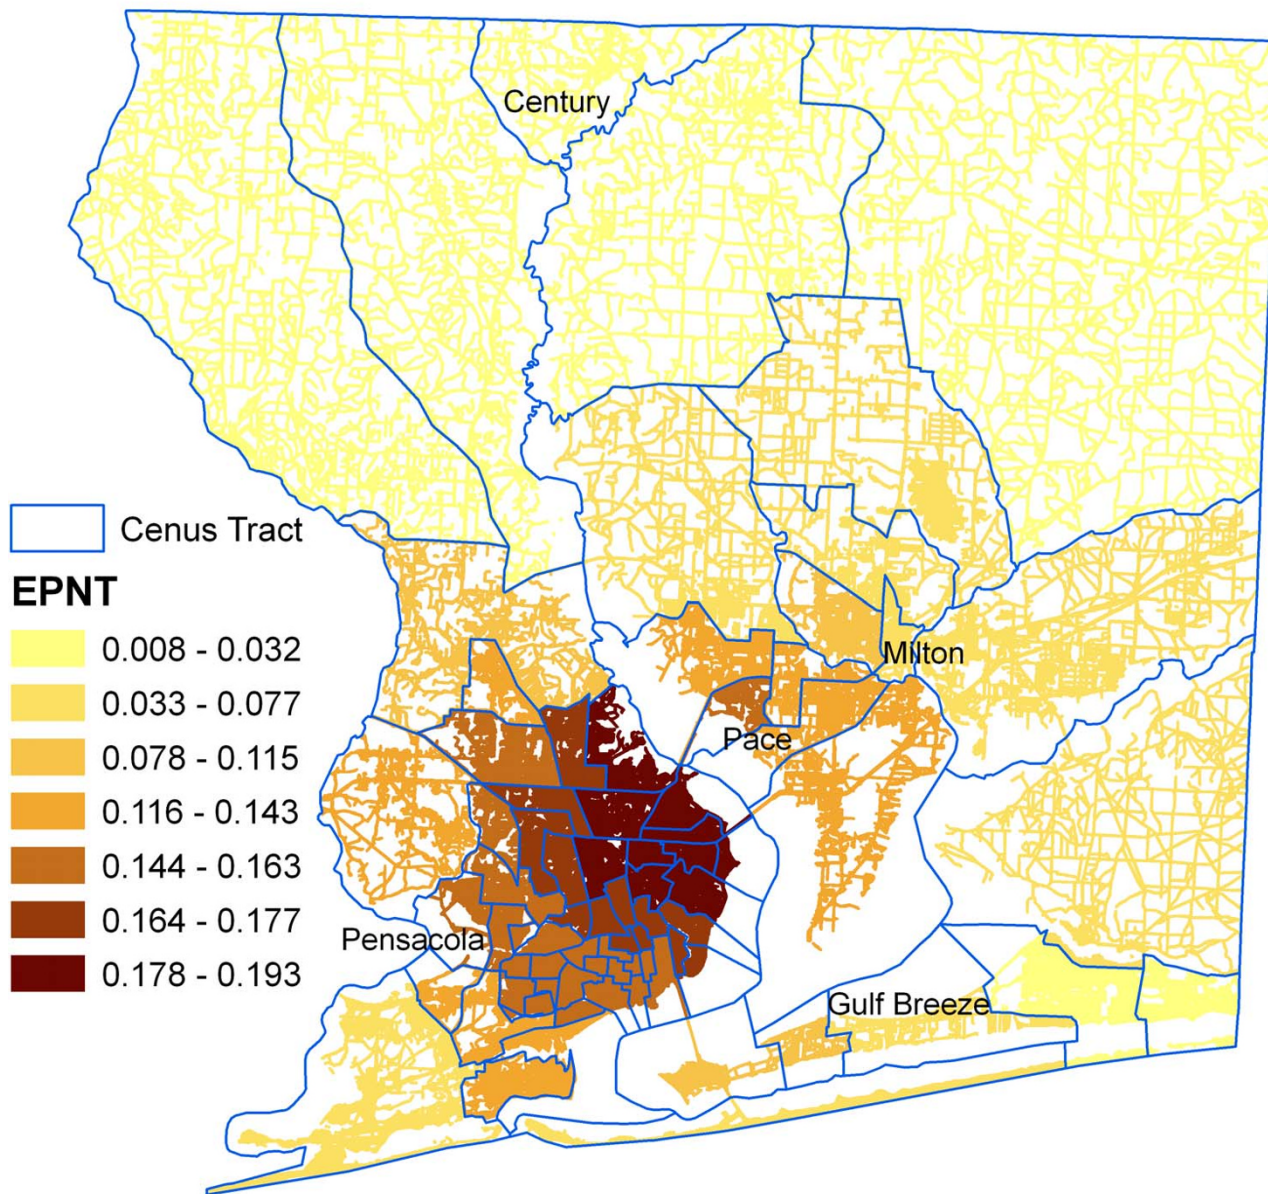 Century
Cenus Tract
EPNT
0.008 - 0.032
0.033 - 0.077
0.078 - 0.115
0.116 - 0.143
0.144 - 0.163
0.164 - 0.177
0.178 - 0.193
Milton
Pace
Pensacola
Gulf Breeze